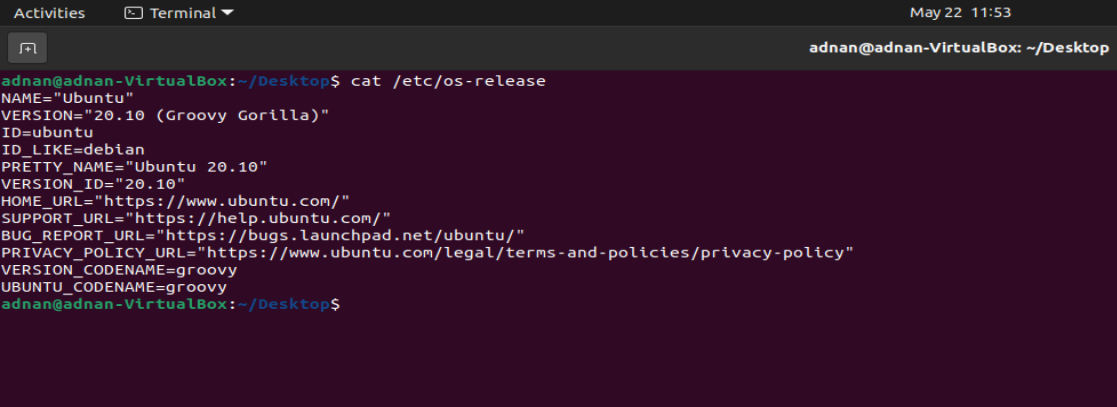 Activities Terminal May 22 11:53
adnan@adnan-VirtualBox: ~/Desktop
adnan@adnan-VirtualBox:~/Desktop$ cat /etc/os-release
NAME="Ubuntu"
VERSION="20.10 (Groovy Gorilla)"
ID=ubuntu
ID_LIKE=debian
PRETTY_NAME="Ubuntu 20.10"
VERSION_ID="20.10"
HOME_URL="https://www.ubuntu.com/"
SUPPORT_URL="https://help.ubuntu.com/"
BUG_REPORT_URL="https://bugs.launchpad.net/ubuntu/"
PRIVACY_POLICY_URL="https://www.ubuntu.com/legal/terms-and-policies/privacy-policy"
VERSION_CODENAME=groovy
UBUNTU_CODENAME=groovy
adnan@adnan-VirtualBox:~/Desktop$